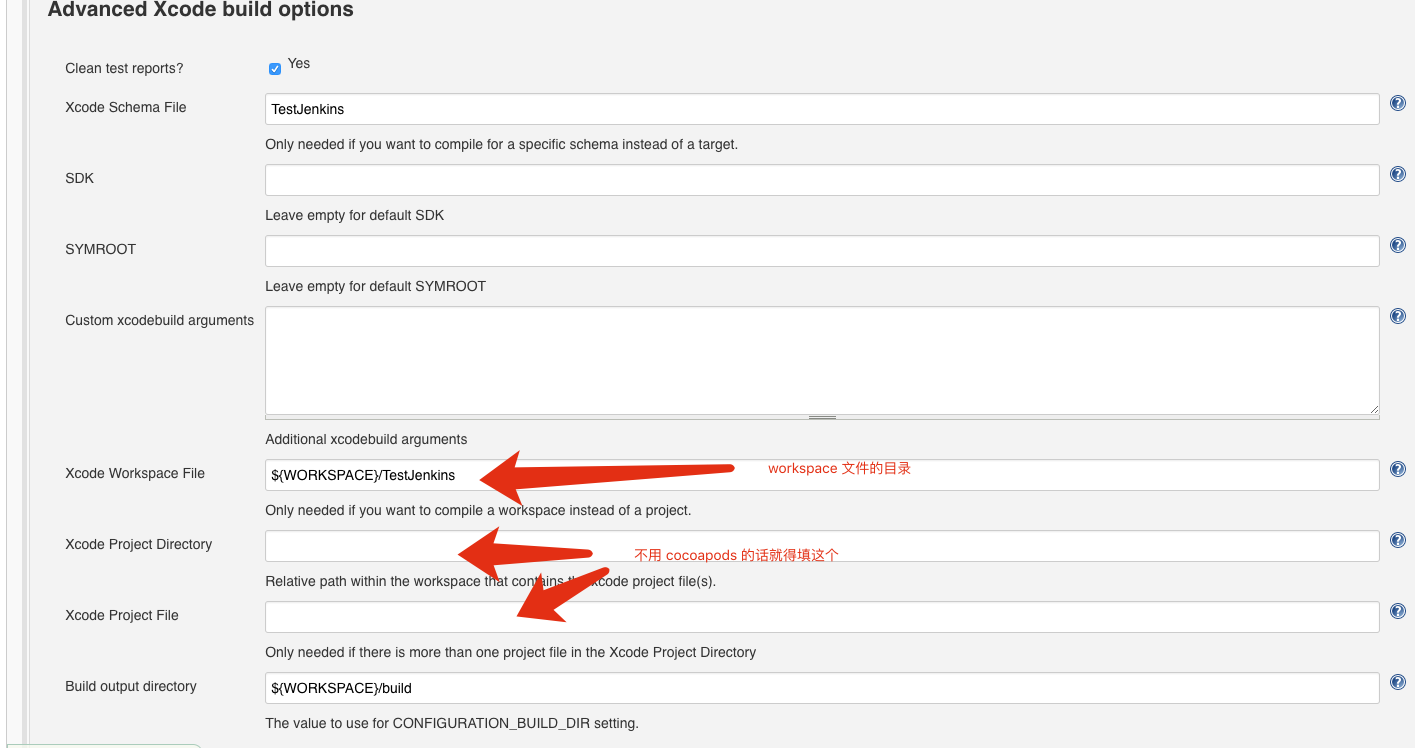 Advanced Xcode build options
Clean test reports?
Yes
Xcode Schema File
TestJenkins
Only needed if you want to compile for a specific schema instead of a target.
SDK
Leave empty for default SDK
SYMROOT
Leave empty for default SYMROOT
Custom xcodebuild arguments
Additional xcodebuild arguments
Xcode Workspace File
${WORKSPACE}/TestJenkins
workspace 文件的目录
Only needed if you want to compile a workspace instead of a project.
Xcode Project Directory
不用 cocoapods 的话就得填这个
Relative path within the workspace that contains the xcode project file(s).
Xcode Project File
Only needed if there is more than one project file in the Xcode Project Directory
Build output directory
${WORKSPACE}/build
The value to use for CONFIGURATION_BUILD_DIR setting.